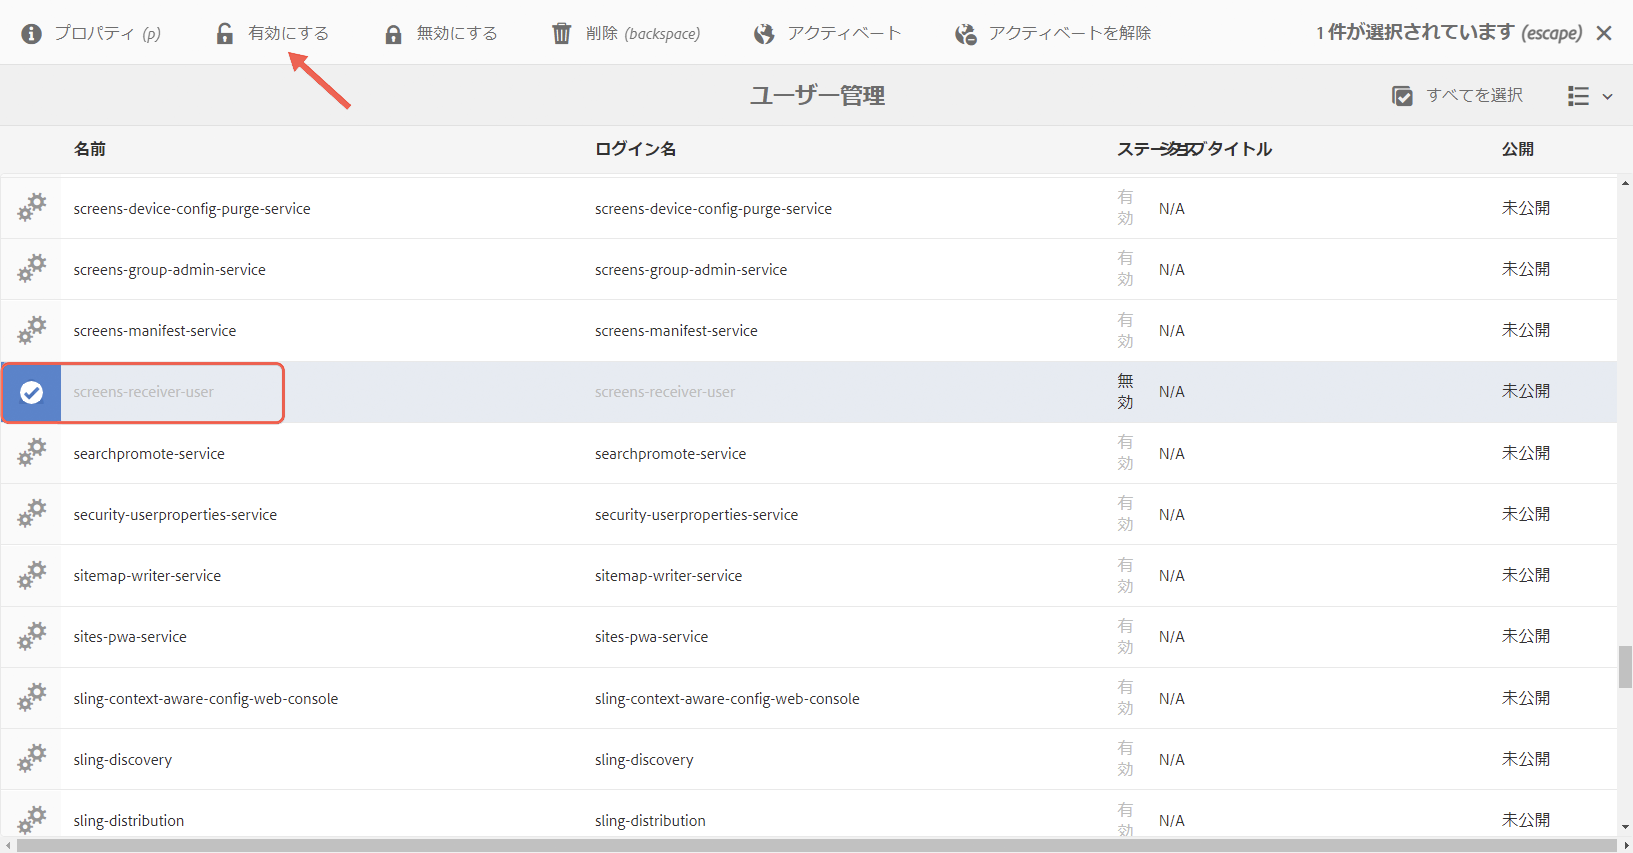 プロパティ (p) 有効にする 無効にする 削除 (backspace) アクティベート アクティベートを解除 1 件が選択されています (escape)
ユーザー管理 すべてを選択
名前 ログイン名 ステータス ジョブタイトル 公開
screens-device-config-purge-service screens-device-config-purge-service 有効 N/A 未公開
screens-group-admin-service screens-group-admin-service 有効 N/A 未公開
screens-manifest-service screens-manifest-service 有効 N/A 未公開
screens-receiver-user screens-receiver-user 無効 N/A 未公開
searchpromote-service searchpromote-service 有効 N/A 未公開
security-userproperties-service security-userproperties-service 有効 N/A 未公開
sitemap-writer-service sitemap-writer-service 有効 N/A 未公開
sites-pwa-service sites-pwa-service 有効 N/A 未公開
sling-context-aware-config-web-console sling-context-aware-config-web-console 有効 N/A 未公開
sling-discovery sling-discovery 有効 N/A 未公開
sling-distribution sling-distribution 有効 N/A 未公開